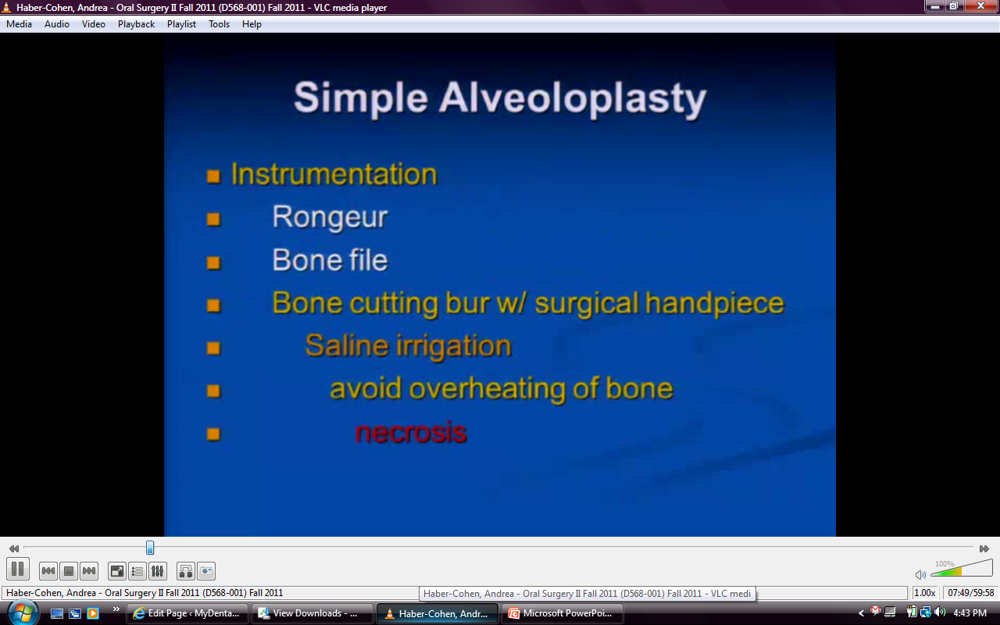 Haber-Cohen, Andrea - Oral Surgery II Fall 2011 (D568-001) Fall 2011 - VLC media player
Media Audio Video Playback Playlist Tools Help
Simple Alveoloplasty
Instrumentation
Rongeur
Bone file
Bone cutting bur w/ surgical handpiece
Saline irrigation
avoid overheating of bone
necrosis
100%
Haber-Cohen, Andrea - Oral Surgery II Fall 2011 (D568-001) Fall 2011
Haber-Cohen, Andrea - Oral Surgery II Fall 2011 (D568-001) Fall 2011 - VLC medi
1.00x 07:49/59:58
Edit Page ‹ MyDenta... View Downloads - ... Haber-Cohen, Andr... Microsoft PowerPoi... 4:43 PM